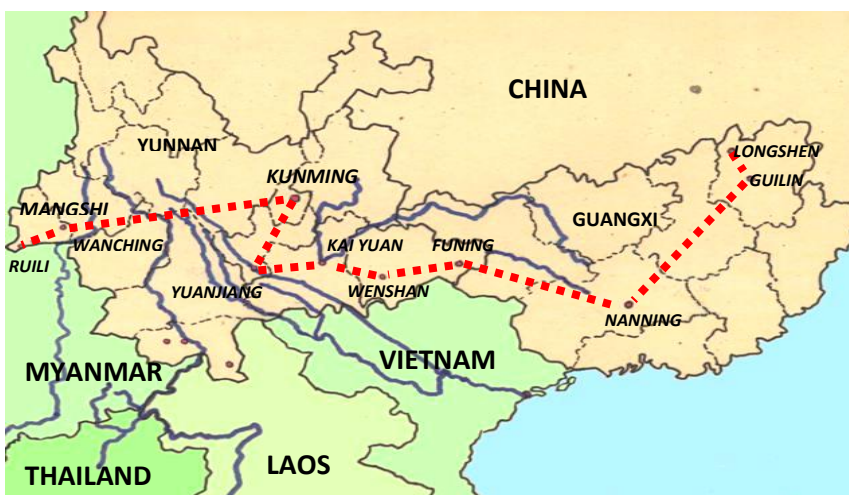 CHINA
YUNNAN
LONGSHEN
KUNMING
GUILIN
MANGSHI
GUANGXI
WANCHING
KAI YUAN
FUNING
RUILI
YUANJIANG
WENSHAN
NANNING
VIETNAM
MYANMAR
LAOS
THAILAND